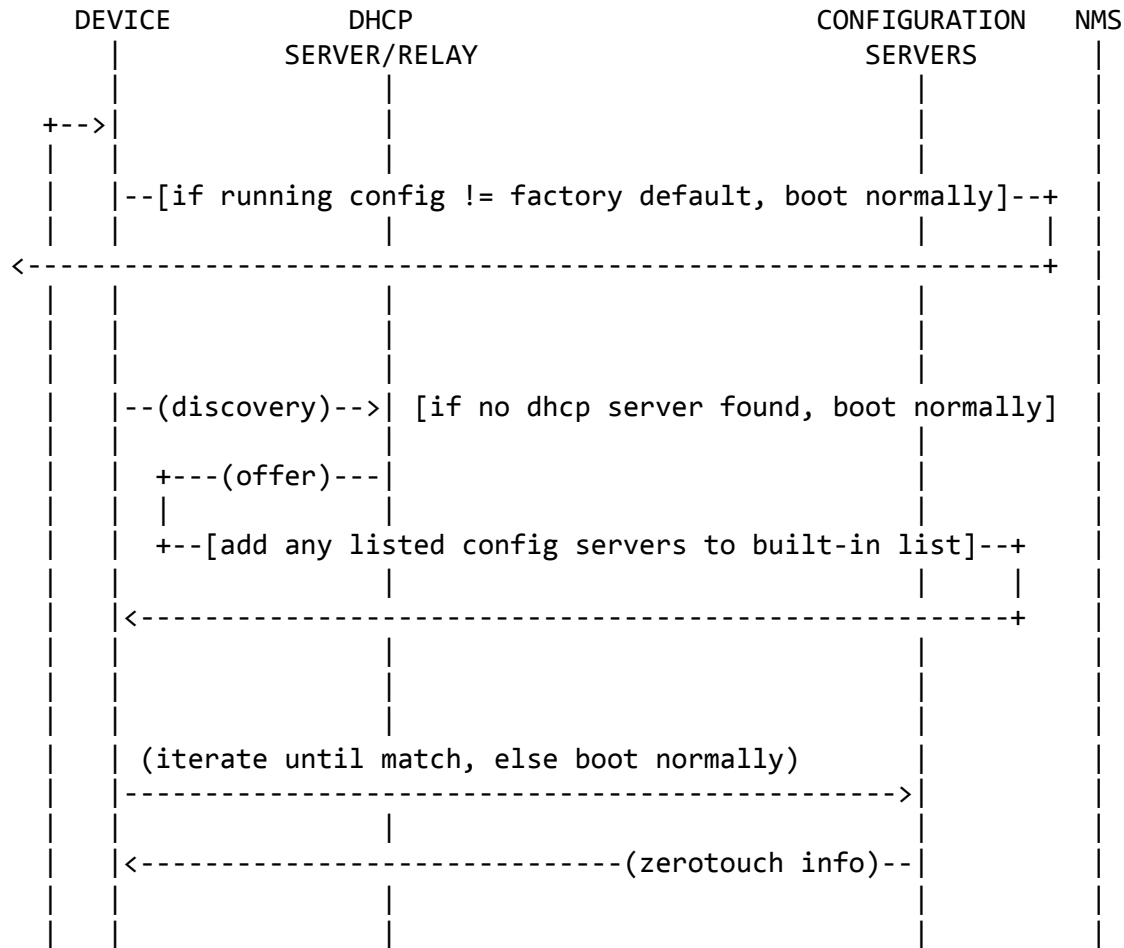 DEVICE DHCP CONFIGURATION NMS
SERVER/RELAY SERVERS
--[if running config != factory default, boot normally]--+
--(discovery)--> [if no dhcp server found, boot normally]
+---(offer)---
+--[add any listed config servers to built-in list]--+
(iterate until match, else boot normally)
<------------------------------(zerotouch info)--